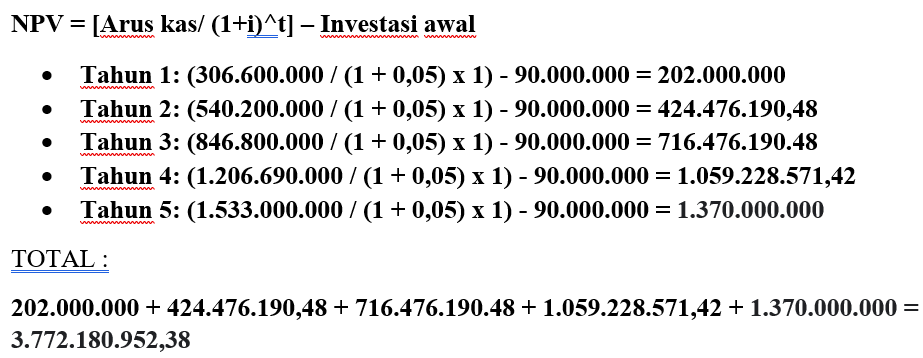 NPV = [Arus kas/ (1+i)^t] – Investasi awal
• Tahun 1: (306.600.000 / (1 + 0,05) x 1) - 90.000.000 = 202.000.000
• Tahun 2: (540.200.000 / (1 + 0,05) x 1) - 90.000.000 = 424.476.190,48
• Tahun 3: (846.800.000 / (1 + 0,05) x 1) - 90.000.000 = 716.476.190.48
• Tahun 4: (1.206.690.000 / (1 + 0,05) x 1) - 90.000.000 = 1.059.228.571,42
• Tahun 5: (1.533.000.000 / (1 + 0,05) x 1) - 90.000.000 = 1.370.000.000
TOTAL :
202.000.000 + 424.476.190,48 + 716.476.190.48 + 1.059.228.571,42 + 1.370.000.000 =
3.772.180.952,38